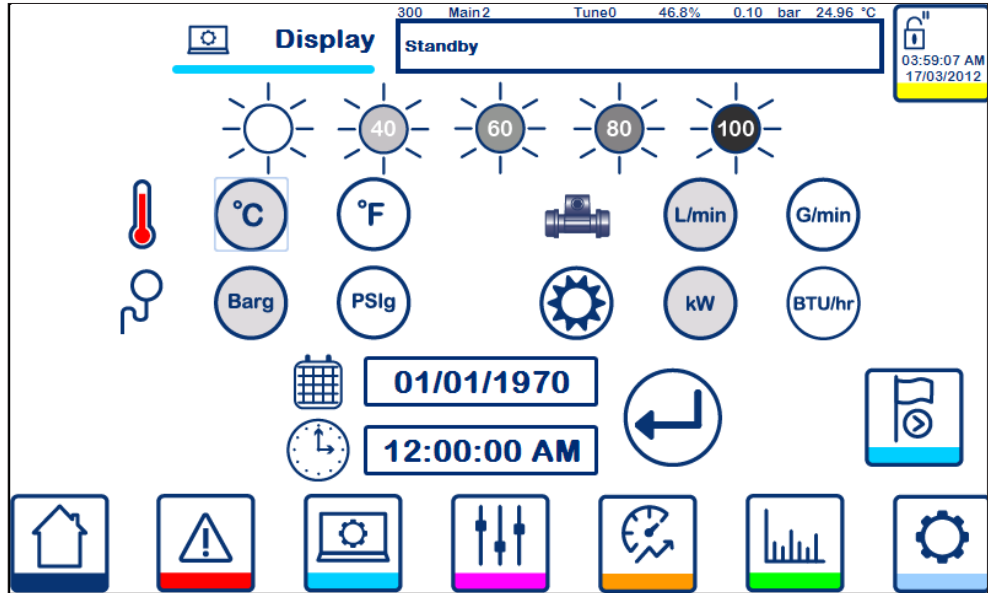 300 Main2 Tune0 46.8% 0.10 bar 24.96 °C
Display
Standby
03:59:07 AM
17/03/2012
40 60 80 100
°C °F L/min G/min
Barg PSIg kW BTU/hr
01/01/1970
12:00:00 AM